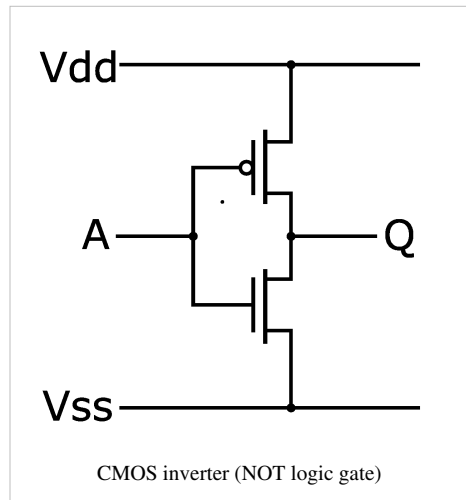 Vdd
A
Q
Vss
CMOS inverter (NOT logic gate)